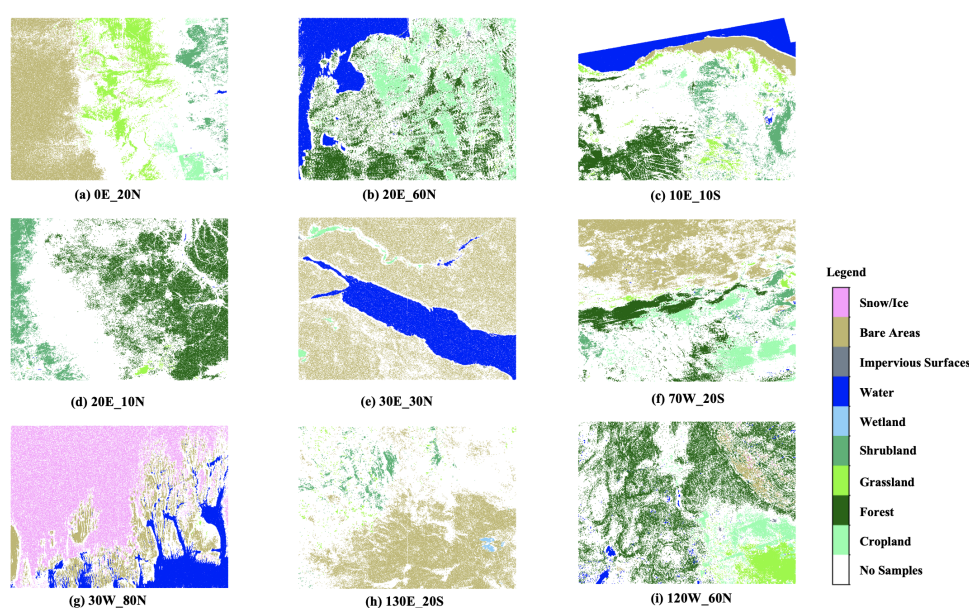 (a) 0E_20N
(b) 20E_60N
(c) 10E_10S
(d) 20E_10N
(e) 30E_30N
(f) 70W_20S
(g) 30W_80N
(h) 130E_20S
(i) 120W_60N
Legend
Snow/Ice
Bare Areas
Impervious Surfaces
Water
Wetland
Shrubland
Grassland
Forest
Cropland
No Samples